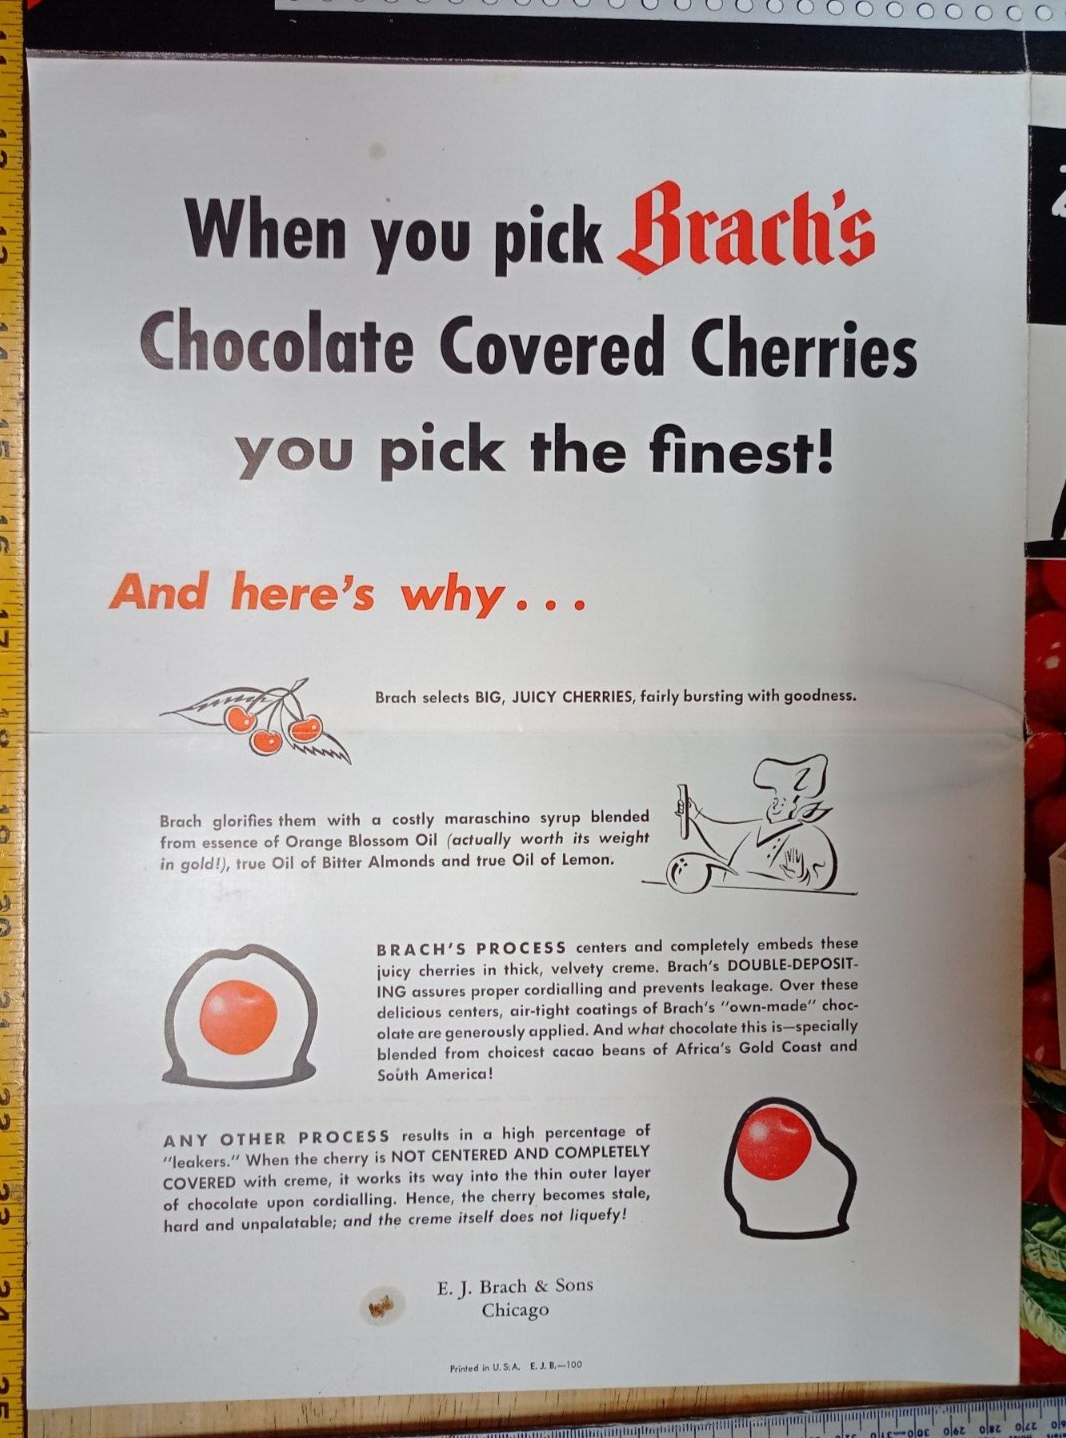 When you pick Brach's
Chocolate Covered Cherries
you pick the finest!
And here's why...
Brach selects BIG, JUICY CHERRIES, fairly bursting with goodness.
Brach glorifies them with a costly maraschino syrup blended
from essence of Orange Blossom Oil (actually worth its weight
in gold!), true Oil of Bitter Almonds and true Oil of Lemon.
BRACH'S PROCESS centers and completely embeds these
juicy cherries in thick, velvety creme. Brach's DOUBLE-DEPOSIT-
ING assures proper cordialling and prevents leakage. Over these
delicious centers, air-tight coatings of Brach's "own-made" choc-
olate are generously applied. And what chocolate this is—specially
blended from choicest cacao beans of Africa's Gold Coast and
South America!
ANY OTHER PROCESS results in a high percentage of
"leakers." When the cherry is NOT CENTERED AND COMPLETELY
COVERED with creme, it works its way into the thin outer layer
of chocolate upon cordialling. Hence, the cherry becomes stale,
hard and unpalatable; and the creme itself does not liquefy!
E. J. Brach & Sons
Chicago
Printed in U.S.A. E. J. B.—100